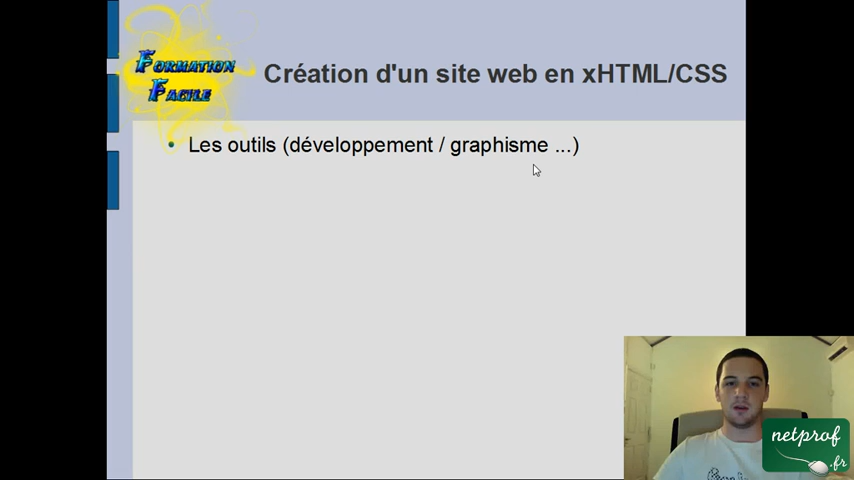 Formation
Facile
Création d'un site web en xHTML/CSS
• Les outils (développement / graphisme ...)
netprof
.fr